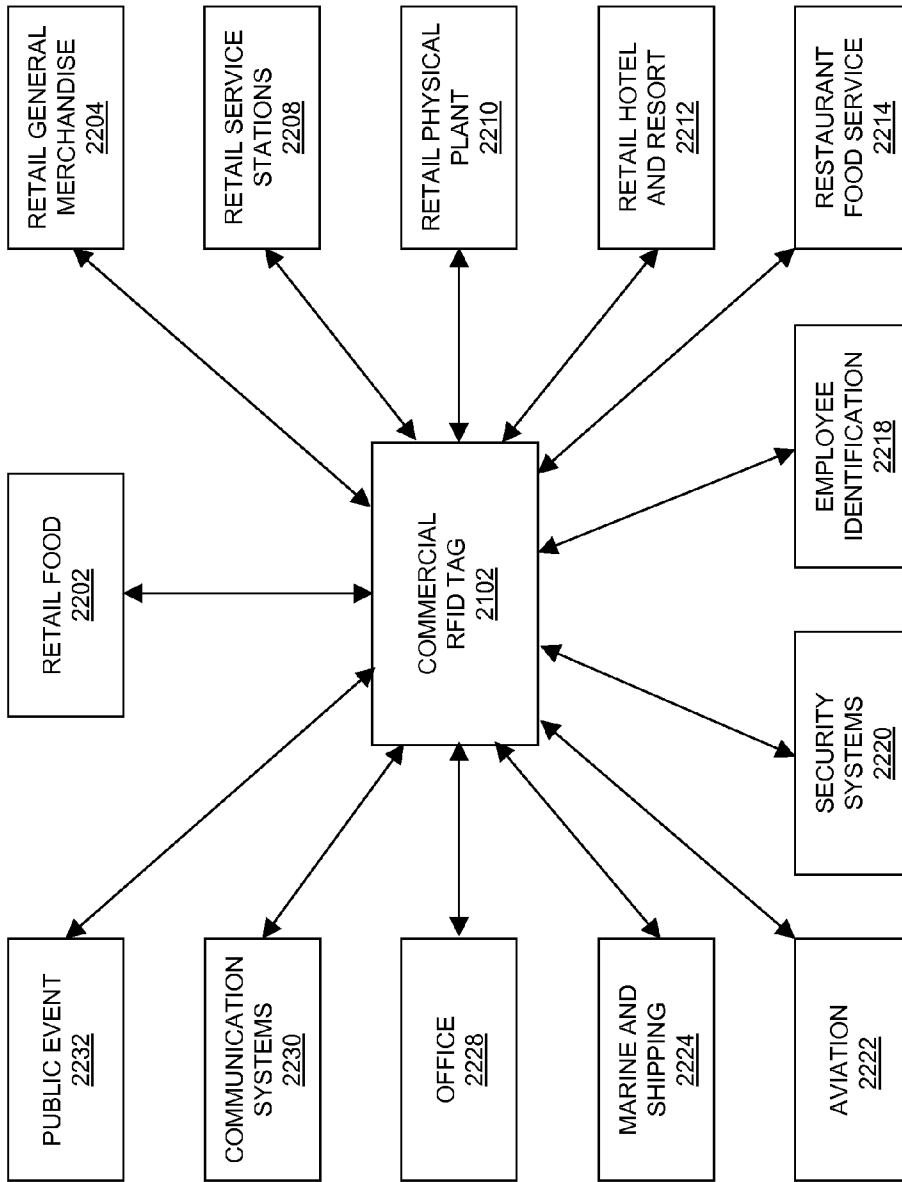 RETAIL FOOD
2202
RETAIL GENERAL
MERCHANDISE
2204
RETAIL SERVICE
STATIONS
2208
RETAIL PHYSICAL
PLANT
2210
RETAIL HOTEL
AND RESORT
2212
RESTAURANT
FOOD SERVICE
2214
EMPLOYEE
IDENTIFICATION
2218
SECURITY
SYSTEMS
2220
AVIATION
2222
MARINE AND
SHIPPING
2224
OFFICE
2228
COMMUNICATION
SYSTEMS
2230
PUBLIC EVENT
2232
COMMERCIAL
RFID TAG
2102